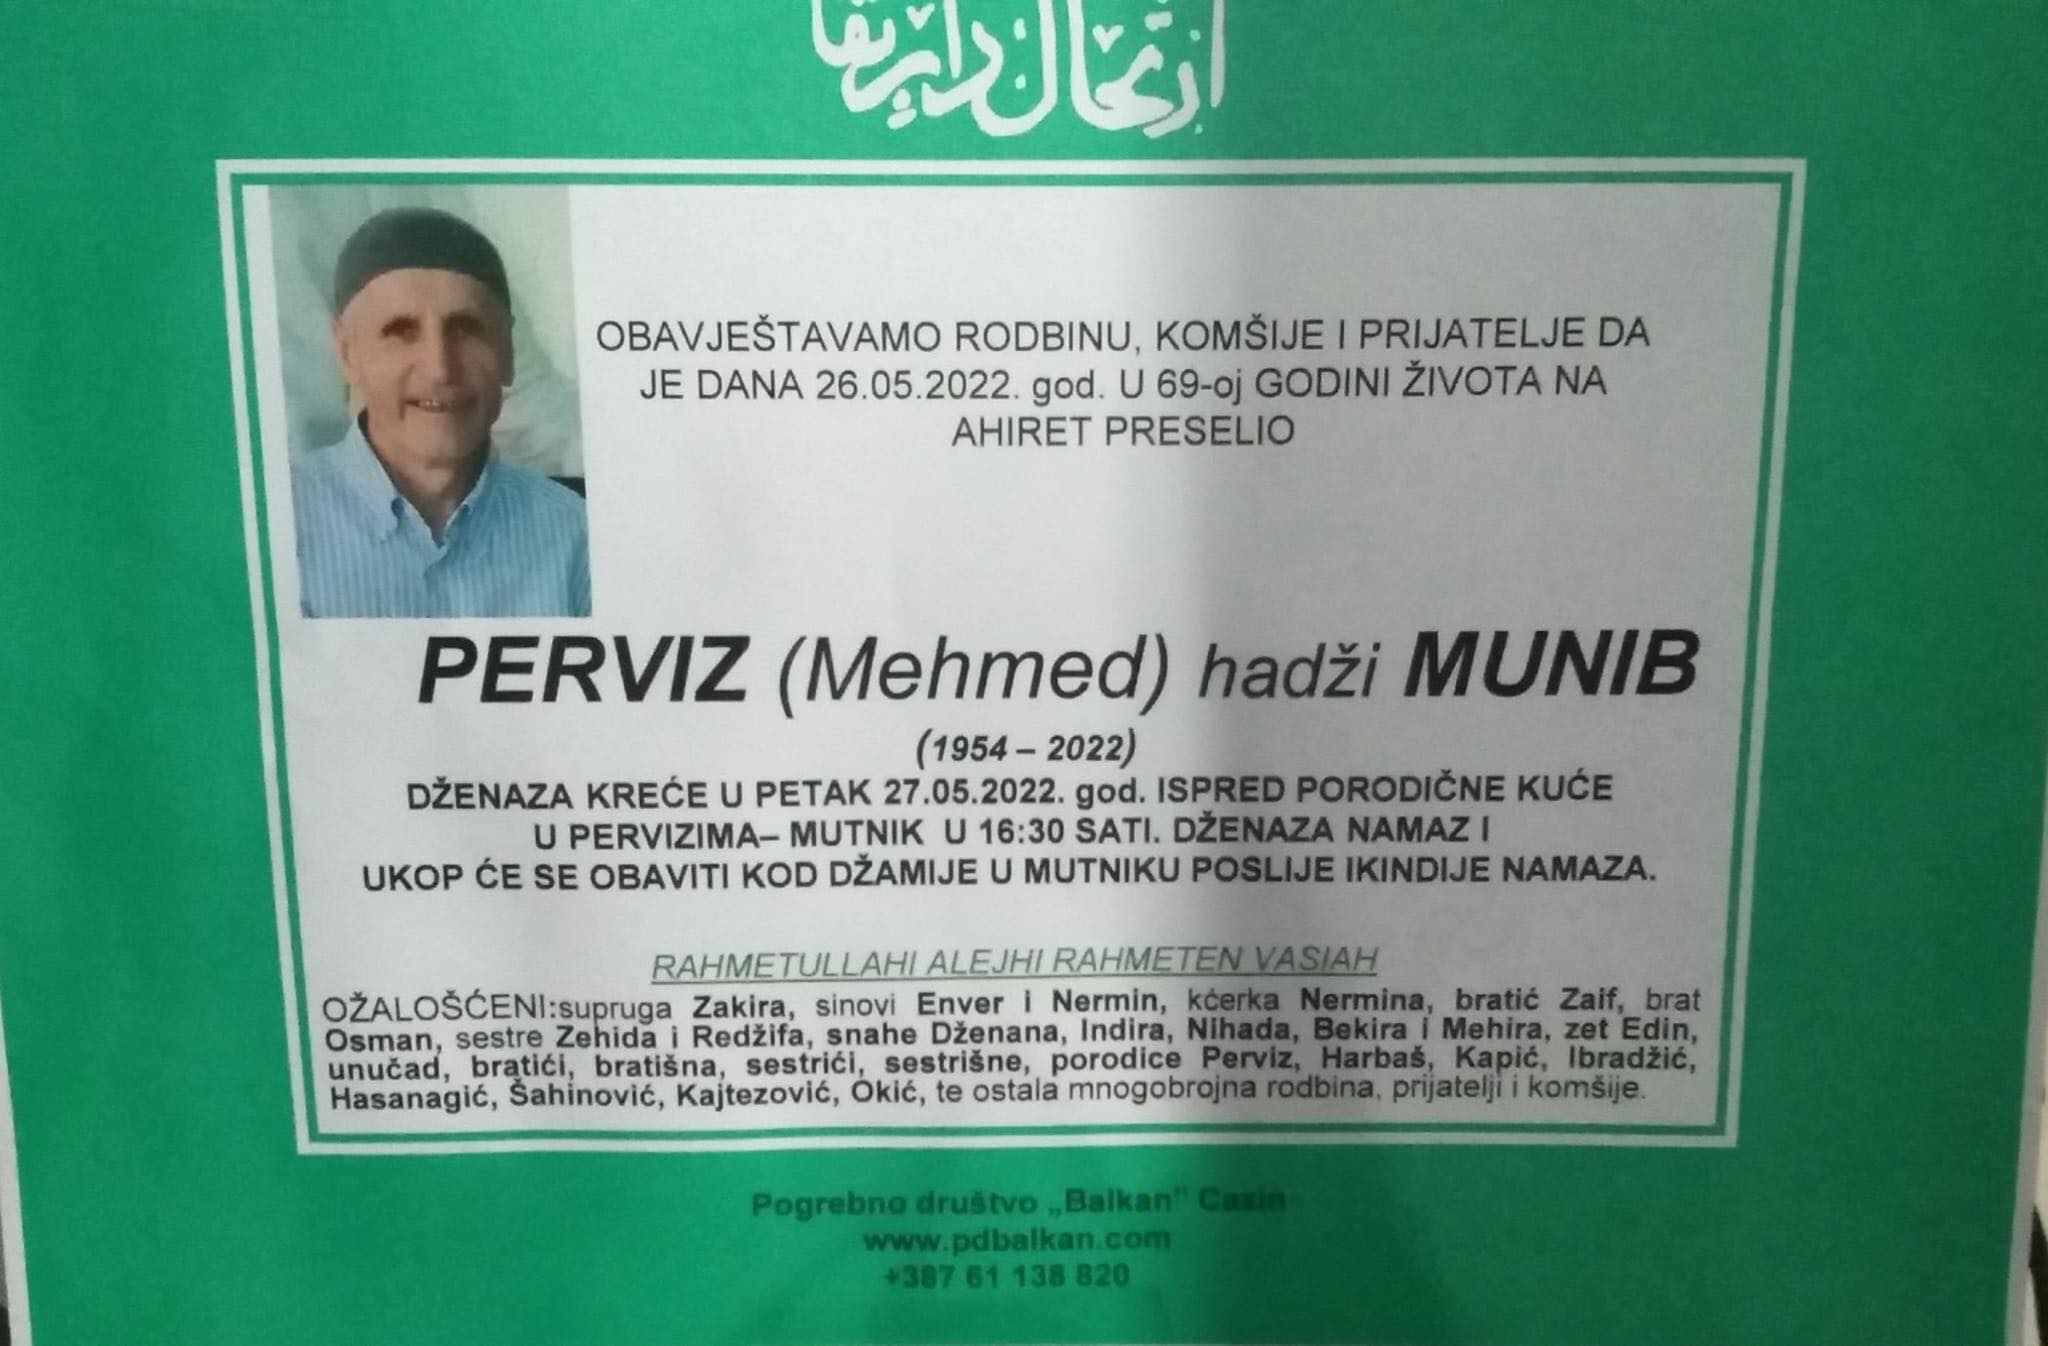 OBAVJEŠTAVAMO RODBINU, KOMŠIJE I PRIJATELJE DA
JE DANA 26.05.2022. god. U 69-oj GODINI ŽIVOTA NA
AHIRET PRESELIO
PERVIZ (Mehmed) hadži MUNIB
(1954 – 2022)
DŽENAZA KREĆE U PETAK 27.05.2022. god. ISPRED PORODIČNE KUĆE
U PERVIZIMA– MUTNIK U 16:30 SATI. DŽENAZA NAMAZ I
UKOP ĆE SE OBAVITI KOD DŽAMIJE U MUTNIKU POSLIJE IKINDIJE NAMAZA.
RAHMETULLAHI ALEJHI RAHMETEN VASIAH
OŽALOŠĆENI:supruga Zakira, sinovi Enver i Nermin, kćerka Nermina, bratić Zaif, brat
Osman, sestre Zehida i Redžifa, snahe Dženana, Indira, Nihada, Bekira i Mehira, zet Edin,
unučad, bratići, bratišna, sestrići, sestrišne, porodice Perviz, Harbaš, Kapić, Ibradžić,
Hasanagić, Šahinović, Kajtezović, Okić, te ostala mnogobrojna rodbina, prijatelji i komšije.
Pogrebno društvo „Balkan" Cazin
www.pdbalkan.com
+387 61 138 820